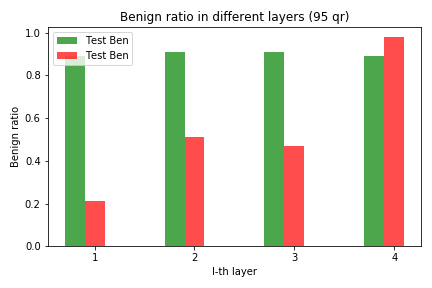 Benign ratio in different layers (95 qr)
Test Ben
Test Ben
1.0
0.8
0.6
0.4
0.2
0.0
Benign ratio
1 2 3 4
l-th layer